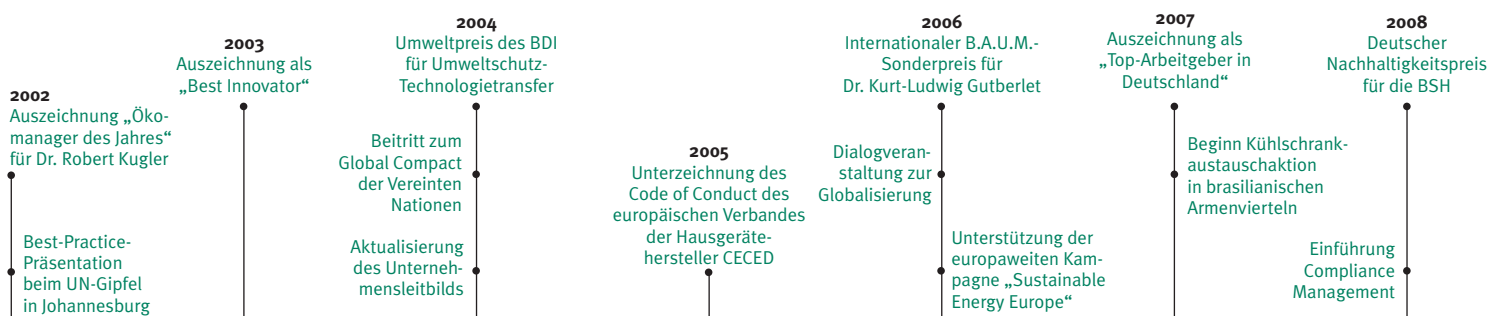 2002
Auszeichnung „Öko-
manager des Jahres“
für Dr. Robert Kugler
Best-Practice-
Präsentation
beim UN-Gipfel
in Johannesburg
2003
Auszeichnung als
„Best Innovator“
2004
Umweltpreis des BDI
für Umweltschutz-
Technologietransfer
Beitritt zum
Global Compact
der Vereinten
Nationen
Aktualisierung
des Unterneh-
mensleitbilds
2005
Unterzeichnung des
Code of Conduct des
europäischen Verbandes
der Hausgeräte-
hersteller CECED
2006
Internationaler B.A.U.M.-
Sonderpreis für
Dr. Kurt-Ludwig Gutberlet
Dialogveran-
staltung zur
Globalisierung
Unterstützung der
europaweiten Kam-
pagne „Sustainable
Energy Europe“
2007
Auszeichnung als
„Top-Arbeitgeber in
Deutschland“
Beginn Kühlschrank-
austauschaktion
in brasilianischen
Armenvierteln
2008
Deutscher
Nachhaltigkeitspreis
für die BSH
Einführung
Compliance
Management